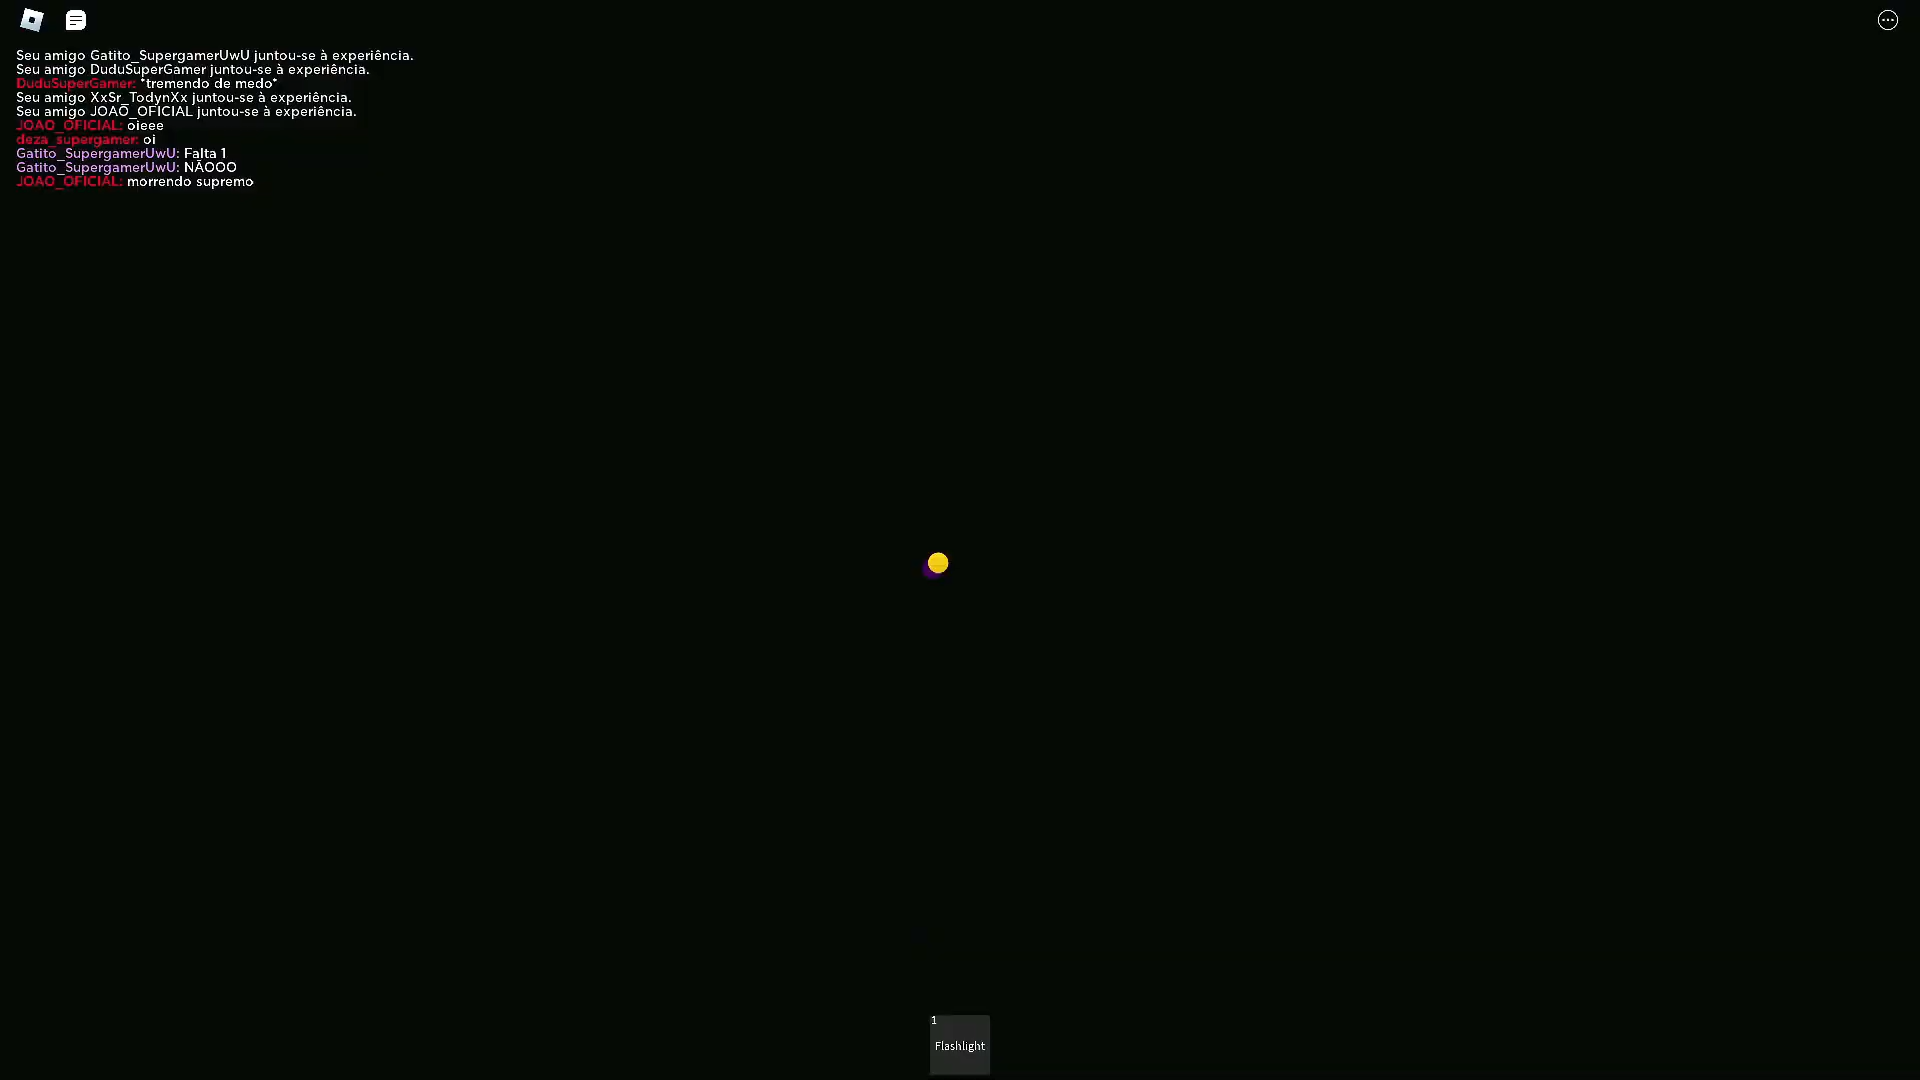 Seu amigo Gatito_SupergamerUwU juntou-se à experiência.
Seu amigo DuduSuperGamer juntou-se à experiência.
DuduSuperGamer: *tremendo de medo*
Seu amigo XxSr_TodynXx juntou-se à experiência.
Seu amigo JOAO_OFICIAL juntou-se à experiência.
JOAO_OFICIAL: oieee
deza_supergamer: oi
Gatito_SupergamerUwU: Falta 1
Gatito_SupergamerUwU: NÃOOO
JOAO_OFICIAL: morrendo supremo
1
Flashlight